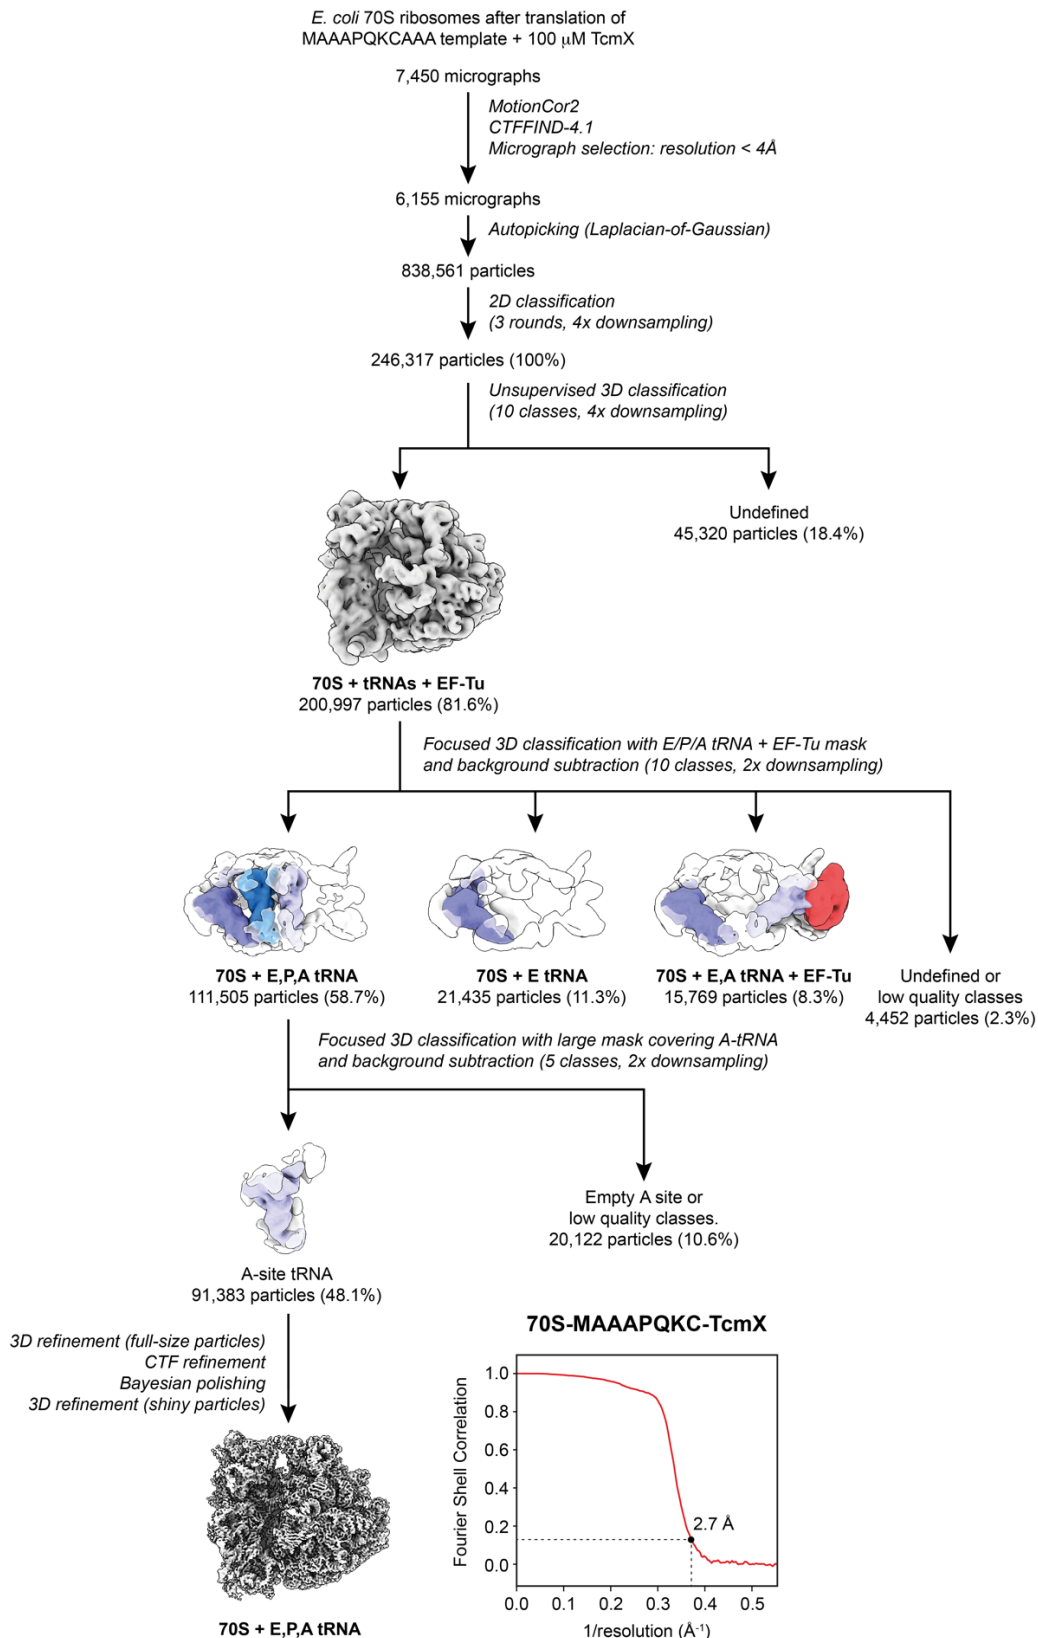 E. coli 70S ribosomes after translation of
MAAAPQKCAAA template + 100 μM TcmX
7,450 micrographs
MotionCor2
CTFFIND-4.1
Micrograph selection: resolution < 4Å
6,155 micrographs
Autopicking (Laplacian-of-Gaussian)
838,561 particles
2D classification
(3 rounds, 4x downsampling)
246,317 particles (100%)
Unsupervised 3D classification
(10 classes, 4x downsampling)
Undefined
45,320 particles (18.4%)
70S + tRNAs + EF-Tu
200,997 particles (81.6%)
Focused 3D classification with E/P/A tRNA + EF-Tu mask
and background subtraction (10 classes, 2x downsampling)
70S + E,P,A tRNA
111,505 particles (58.7%)
70S + E tRNA
21,435 particles (11.3%)
70S + E,A tRNA + EF-Tu
15,769 particles (8.3%)
Undefined or
low quality classes
4,452 particles (2.3%)
Focused 3D classification with large mask covering A-tRNA
and background subtraction (5 classes, 2x downsampling)
A-site tRNA
91,383 particles (48.1%)
Empty A site or
low quality classes.
20,122 particles (10.6%)
3D refinement (full-size particles)
CTF refinement
Bayesian polishing
3D refinement (shiny particles)
70S + E,P,A tRNA
70S-MAAAPQKC-TcmX
Fourier Shell Correlation
1.0
0.8
0.6
0.4
0.2
0.0
2.7 Å
0.0 0.1 0.2 0.3 0.4 0.5
1/resolution (Å⁻¹)